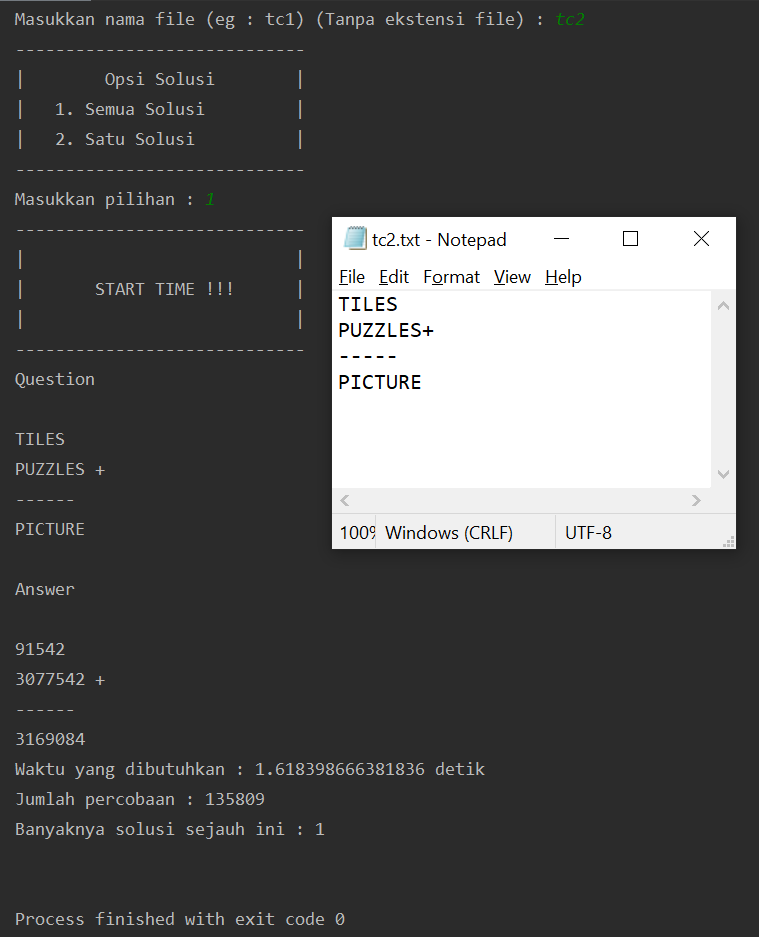 Masukkan nama file (eg : tc1) (Tanpa ekstensi file) : tc2
-----------------------------
|        Opsi Solusi        |
|   1. Semua Solusi         |
|   2. Satu Solusi          |
-----------------------------
Masukkan pilihan : 1
-----------------------------
|                           |
|       START TIME !!!      |
|                           |
-----------------------------
Question
TILES
PUZZLES +
------
PICTURE
Answer
91542
3077542 +
------
3169084
Waktu yang dibutuhkan : 1.618398666381836 detik
Jumlah percobaan : 135809
Banyaknya solusi sejauh ini : 1
Process finished with exit code 0
tc2.txt - Notepad
File Edit Format View Help
TILES
PUZZLES+
-----
PICTURE
Windows (CRLF) UTF-8